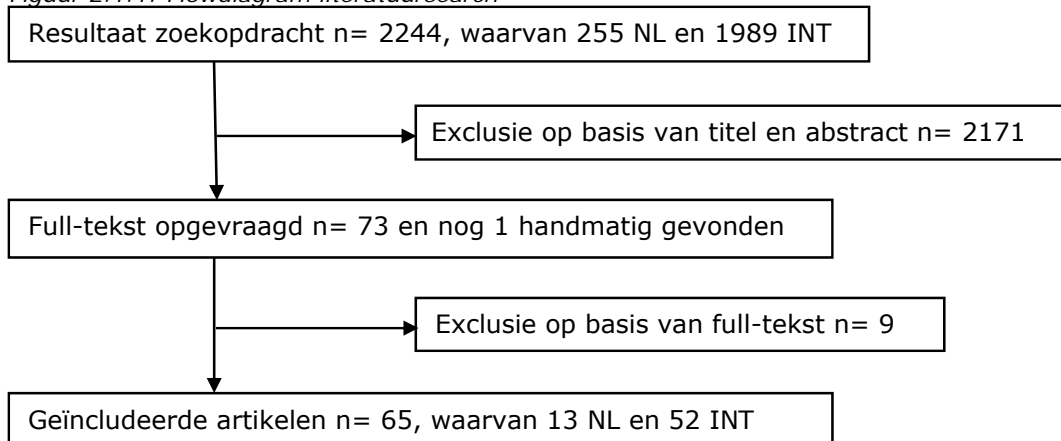 Resultaat zoekopdracht n= 2244, waarvan 255 NL en 1989 INT
Exclusie op basis van titel en abstract n= 2171
Full-tekst opgevraagd n= 73 en nog 1 handmatig gevonden
Exclusie op basis van full-tekst n= 9
Geïncludeerde artikelen n= 65, waarvan 13 NL en 52 INT